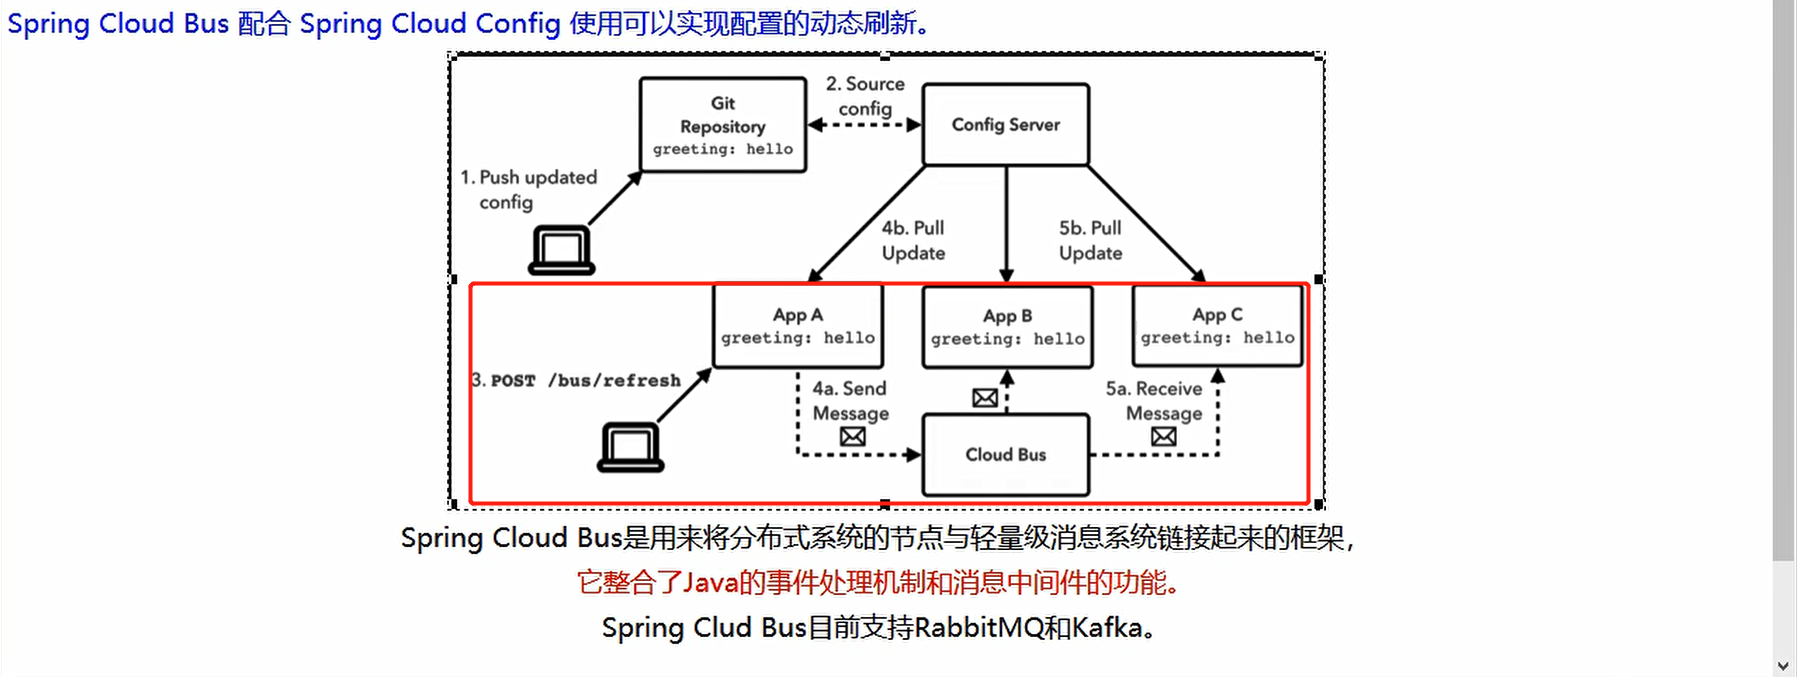 Spring Cloud Bus 配合 Spring Cloud Config 使用可以实现配置的动态刷新。
Git
Repository
greeting: hello
2. Source
config
Config Server
1. Push updated
config
4b. Pull
Update
5b. Pull
Update
App A
greeting: hello
App B
greeting: hello
App C
greeting: hello
3. POST /bus/refresh
4a. Send
Message
5a. Receive
Message
Cloud Bus
Spring Cloud Bus是用来将分布式系统的节点与轻量级消息系统链接起来的框架，
它整合了Java的事件处理机制和消息中间件的功能。
Spring Clud Bus目前支持RabbitMQ和Kafka。